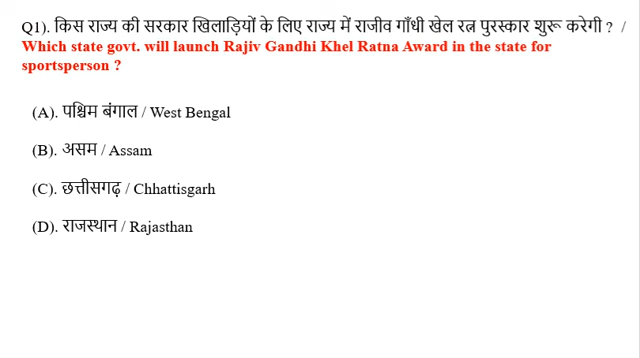 Q1). किस राज्य की सरकार खिलाड़ियों के लिए राज्य में राजीव गाँधी खेल रत्न पुरस्कार शुरू करेगी ? /
Which state govt. will launch Rajiv Gandhi Khel Ratna Award in the state for
sportsperson ?
(A). पश्चिम बंगाल / West Bengal
(B). असम / Assam
(C). छत्तीसगढ़ / Chhattisgarh
(D). राजस्थान / Rajasthan